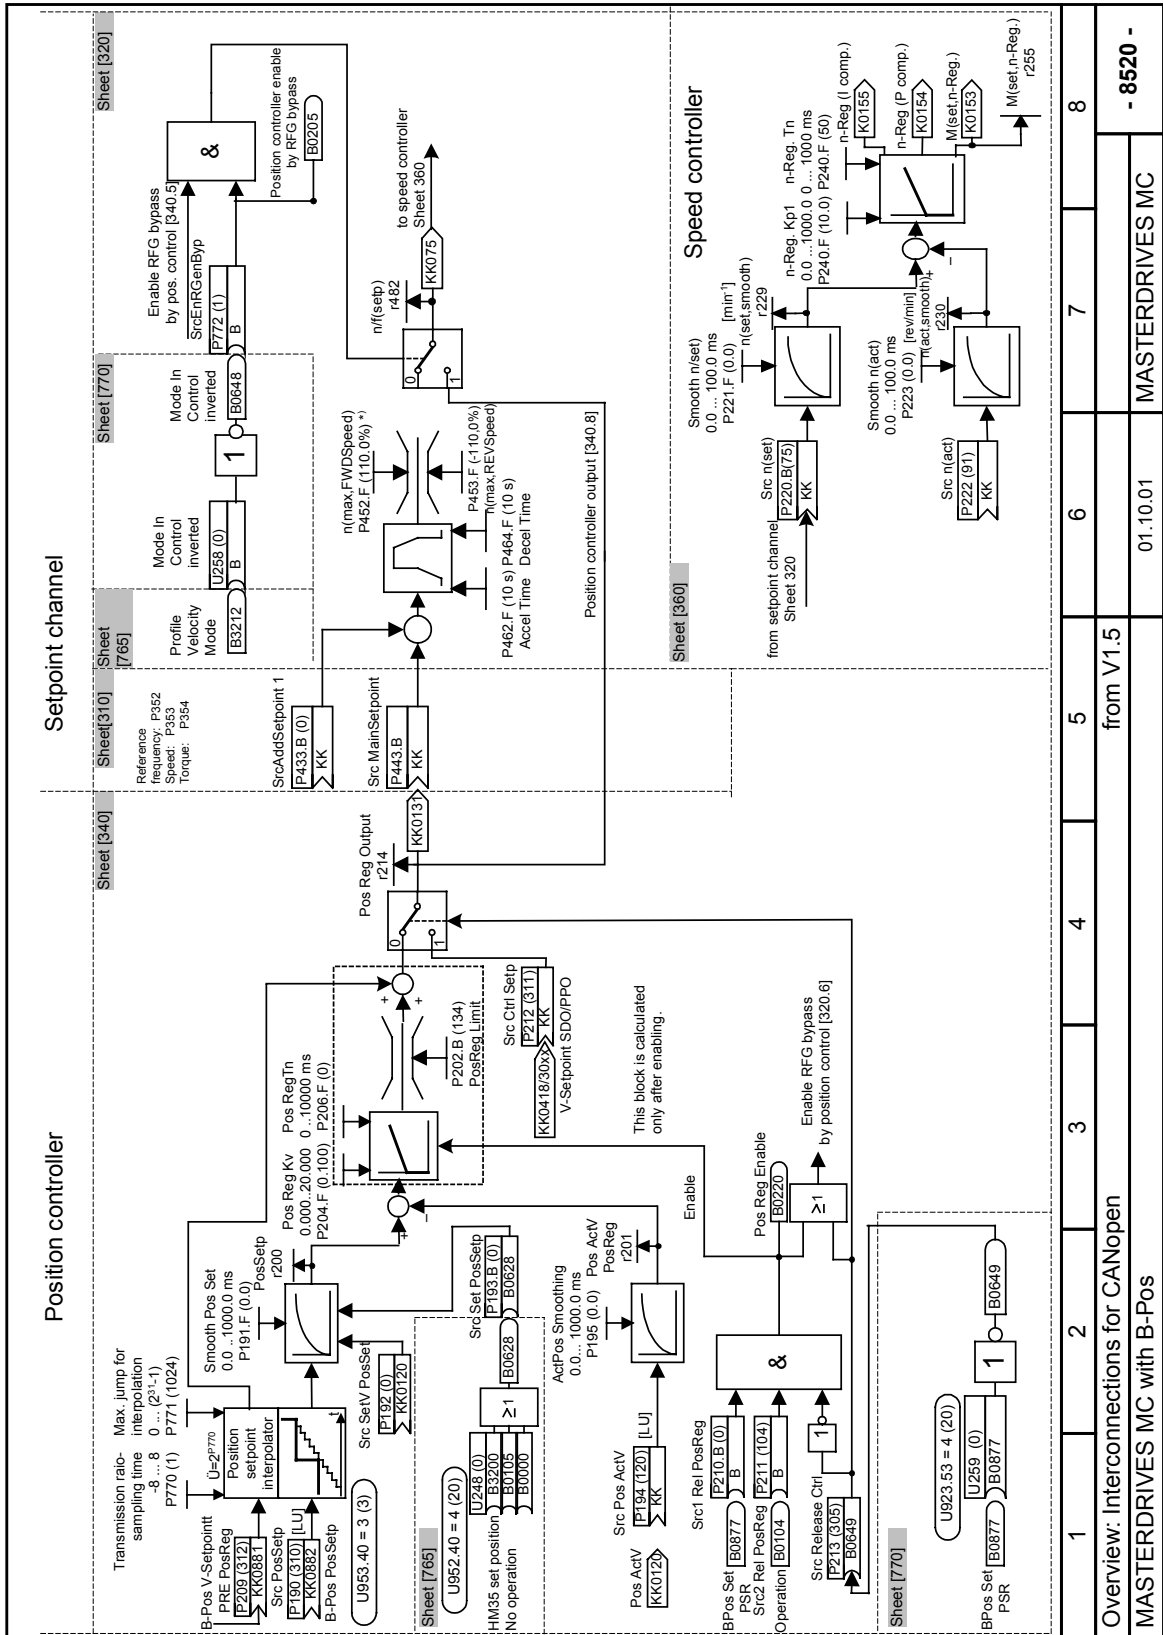 Position controller
Setpoint channel
Sheet [340]
Sheet[310]
Sheet
[765]
Sheet [770]
Sheet [320]
Transmission raio-
sampling time
-8 ... 8
P770 (1)
Max. jump for
interpolation
0 ... (2³¹-1)
P771 (1024)
Ü=2^P770
Position
setpoint
interpolator
t
B-Pos V-Setpointt
PRE PosReg
P209 (312)
KK0881
Src PosSetp
P190 (310) [LU]
KK0882
B-Pos PosSetp
U953.40 = 3 (3)
Smooth Pos Set
0.0 .. 1000.0 ms
P191.F (0.0)
PosSetp
r200
Src SetV PosSet
P192 (0)
KK0120
Src Set PosSetp
P193.B (0)
B0628
Pos Reg Kv
0.000..20.000
P204.F (0.100)
Pos RegTn
0 ..10000 ms
P206.F (0)
+
–
P202.B (134)
PosReg Limit
+
+
Src Ctrl Setp
P212 (311)
KK
KK0418/30xx
V-Setpoint SDO/PPO
0
1
Pos Reg Output
r214
KK0131
Reference
frequency: P352
Speed: P353
Torque: P354
SrcAddSetpoint 1
P433.B (0)
KK
Src MainSetpoint
P443.B
KK
P462.F (10 s)
Accel Time
P464.F (10 s)
Decel Time
n(max,FWDSpeed)
P452.F (110.0%) *)
P453.F (-110,0%)
n(max,REVSpeed)
0
1
n/f(setp)
r482
KK075
to speed controller
Sheet 360
Position controller output [340.8]
Profile
Velocity
Mode
B3212
Mode In
Control
inverted
U258 (0)
B
1
Mode In
Control
inverted
B0648
P772 (1)
B
Enable RFG bypass
by pos. control [340.5]
SrcEnRGenByp
&
Position controller enable
by RFG bypass
B0205
Sheet [765]
U952.40 = 4 (20)
HM35 set position
No operation
U248 (0)
B3200
B0105
B0000
≥1
B0628
ActPos Smoothing
0.0... 1000.0 ms
P195 (0.0)
Pos ActV
PosReg
r201
Src Pos ActV
P194 (120) [LU]
KK
Pos ActV
KK0120
Enable
This block is calculated
only after enabling.
Src1 Rel PosReg
P210.B (0)
B
BPos Set
PSR
B0877
Src2 Rel PosReg
P211 (104)
B
Operation
B0104
Src Release Ctrl
P213 (305)
B0649
1
&
Pos Reg Enable
B0220
≥1
Enable RFG bypass
by position control [320.6]
Sheet [770]
U923.53 = 4 (20)
BPos Set
PSR
B0877
U259 (0)
B0877
1
B0649
Sheet [360]
Speed controller
from setpoint channel
Sheet 320
Src n(set)
P220.B(75)
KK
Smooth n/set)
0.0 ... 100.0 ms
P221.F (0.0)
[min⁻¹]
n(set,smooth)
r229
Src n(act)
P222 (91)
KK
Smooth n(act)
0.0 ... 100.0 ms
P223 (0.0)
[rev/min]
n(act,smooth)
r230
+
–
n-Reg. Kp1
0.0 ...1000.0
P240.F (10.0)
n-Reg. Tn
0 ... 1000 ms
P240.F (50)
n-Reg (I comp.)
K0155
n-Reg (P comp.)
K0154
M(set,n-Reg.)
K0153
M(set,n-Reg.)
r255
1
2
3
4
5
6
7
8
Overview: Interconnections for CANopen
from V1.5
- 8520 -
MASTERDRIVES MC with B-Pos
01.10.01
MASTERDRIVES MC